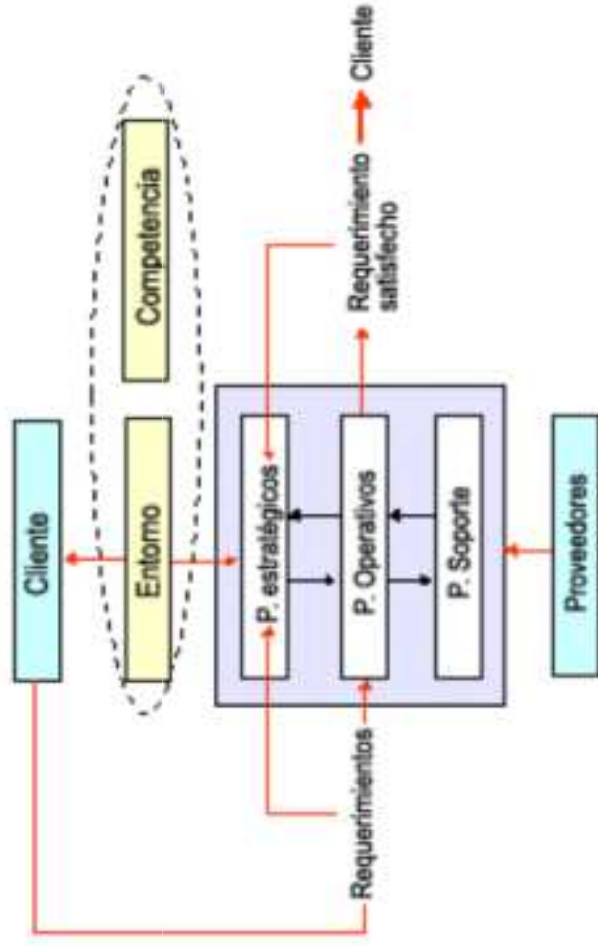 Cliente
Entorno
Competencia
P. estratégicos
P. Operativos
P. Soporte
Proveedores
Requerimientos
Requerimiento
satisfecho
Cliente